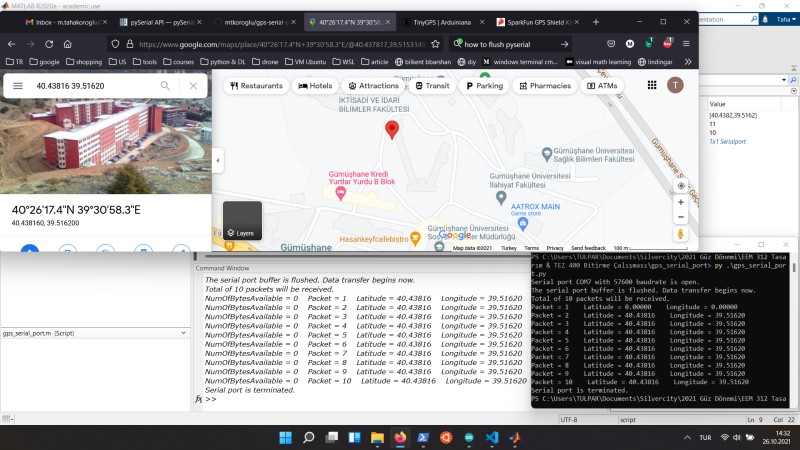 MATLAB R2020a - academic use
Inbox - m.tahakoroglu
pySerial API — pySer
mtkoroglu/gps-serial-p
40°26'17.4"N 39°30'58.
TinyGPS | Arduiniana
SparkFun GPS Shield
https://www.google.com/maps/place/40°26'17.4"N+39°30'58.3"E/@40.437817,39.515314
how to flush pyserial
TR
google
shopping
US
tools
courses
python & DL
drone
VM Ubuntu
WSL
article
bilkent bbarshan
diy
windows terminal cm...
visual math learning
lindingar
Taha
40.43816 39.51620
Restaurants
Hotels
Attractions
Transit
Parking
Pharmacies
ATMs
T
İKTİSADİ VE İDARİ
BİLİMLER FAKÜLTESİ
Gümüşhane Üniversitesi
Sağlık Bilimleri Fakültesi
Gümüşhane Kredi
Yurtlar Yurdu B Blok
Gümüşhane Üniversitesi
İlahiyat Fakültesi
AATROX MAIN
Game store
Gümüşhane Üniversitesi
Hasankeyfcafebistro
Gümüşhane
Layers
Google
Map data ©2021
Turkey
Terms
Privacy
Send feedback
100 m
40°26'17.4"N 39°30'58.3"E
40.438160, 39.516200
Value
[40.4382,39.5162]
11
10
1x1 Serialport
gps_serial_port.m (Script)
Command Window
The serial port buffer is flushed. Data transfer begins now.
Total of 10 packets will be received.
NumOfBytesAvailable = 0 Packet = 1 Latitude = 40.43816 Longitude = 39.51620
NumOfBytesAvailable = 0 Packet = 2 Latitude = 40.43816 Longitude = 39.51620
NumOfBytesAvailable = 0 Packet = 3 Latitude = 40.43816 Longitude = 39.51620
NumOfBytesAvailable = 0 Packet = 4 Latitude = 40.43816 Longitude = 39.51620
NumOfBytesAvailable = 0 Packet = 5 Latitude = 40.43816 Longitude = 39.51620
NumOfBytesAvailable = 0 Packet = 6 Latitude = 40.43816 Longitude = 39.51620
NumOfBytesAvailable = 0 Packet = 7 Latitude = 40.43816 Longitude = 39.51620
NumOfBytesAvailable = 0 Packet = 8 Latitude = 40.43816 Longitude = 39.51620
NumOfBytesAvailable = 0 Packet = 9 Latitude = 40.43816 Longitude = 39.51620
NumOfBytesAvailable = 0 Packet = 10 Latitude = 40.43816 Longitude = 39.51620
Serial port is terminated.
fx >>
PS C:\Users\TULPAR\Documents\Silvercity\2021 Güz Dönemi\EEM 312 Tasa
rım & TEZ 400 Bitirme Calısması\gps_serial_port> py .\gps_serial_por
t.py
Serial port COM7 with 57600 baudrate is open.
The serial port buffer is flushed. Data transfer begins now.
Total of 10 packets will be received.
Packet = 1 Latitude = 0.00000 Longitude = 0.00000
Packet = 2 Latitude = 40.43816 Longitude = 39.51620
Packet = 3 Latitude = 40.43816 Longitude = 39.51620
Packet = 4 Latitude = 40.43816 Longitude = 39.51620
Packet = 5 Latitude = 40.43816 Longitude = 39.51620
Packet = 6 Latitude = 40.43816 Longitude = 39.51620
Packet = 7 Latitude = 40.43816 Longitude = 39.51620
Packet = 8 Latitude = 40.43816 Longitude = 39.51620
Packet = 9 Latitude = 40.43816 Longitude = 39.51620
Packet = 10 Latitude = 40.43816 Longitude = 39.51620
Serial port is terminated.
PS C:\Users\TULPAR\Documents\Silvercity\2021 Güz Dönemi\EEM 312 Tasa
UTF-8
script
Ln 9 Col 22
TUR
14:32
26.10.2021